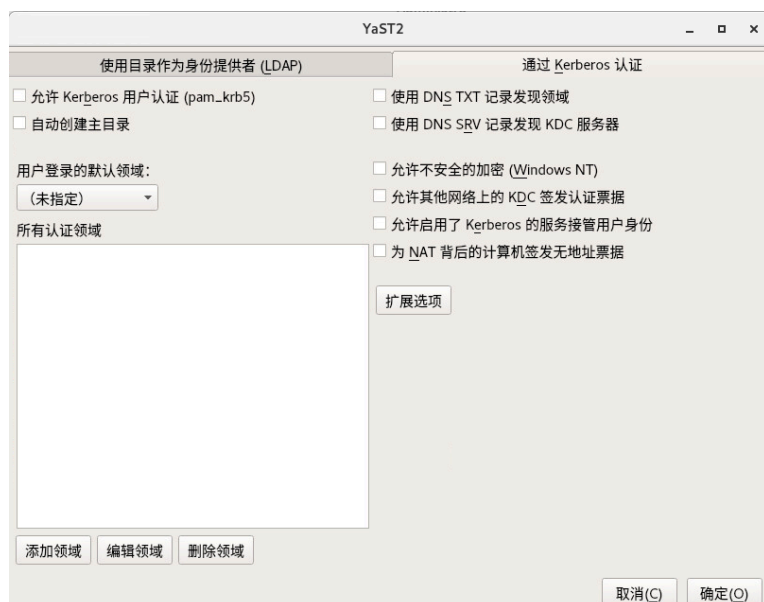 YaST2
使用目录作为身份提供者 (LDAP)
通过 Kerberos 认证
允许 Kerberos 用户认证 (pam_krb5)
自动创建主目录
用户登录的默认领域：
（未指定）
所有认证领域
添加领域 编辑领域 删除领域
使用 DNS TXT 记录发现领域
使用 DNS SRV 记录发现 KDC 服务器
允许不安全的加密 (Windows NT)
允许其他网络上的 KDC 签发认证票据
允许启用了 Kerberos 的服务接管用户身份
为 NAT 背后的计算机签发无地址票据
扩展选项
取消(C) 确定(O)